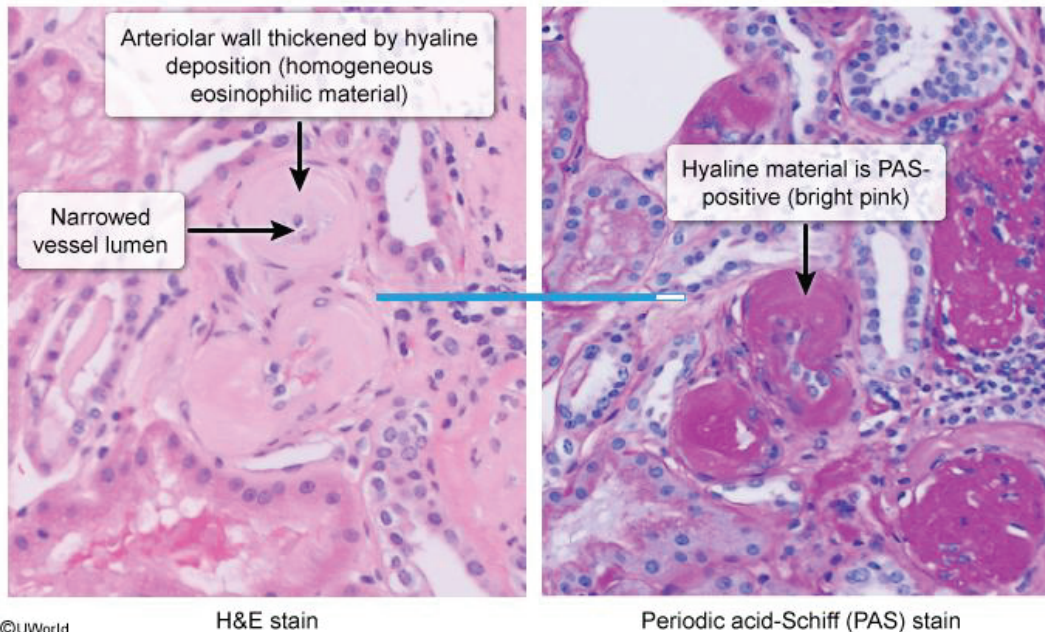 Arteriolar wall thickened by hyaline
deposition (homogeneous
eosinophilic material)
Narrowed
vessel lumen
Hyaline material is PAS-
positive (bright pink)
©UWorld
H&E stain
Periodic acid-Schiff (PAS) stain